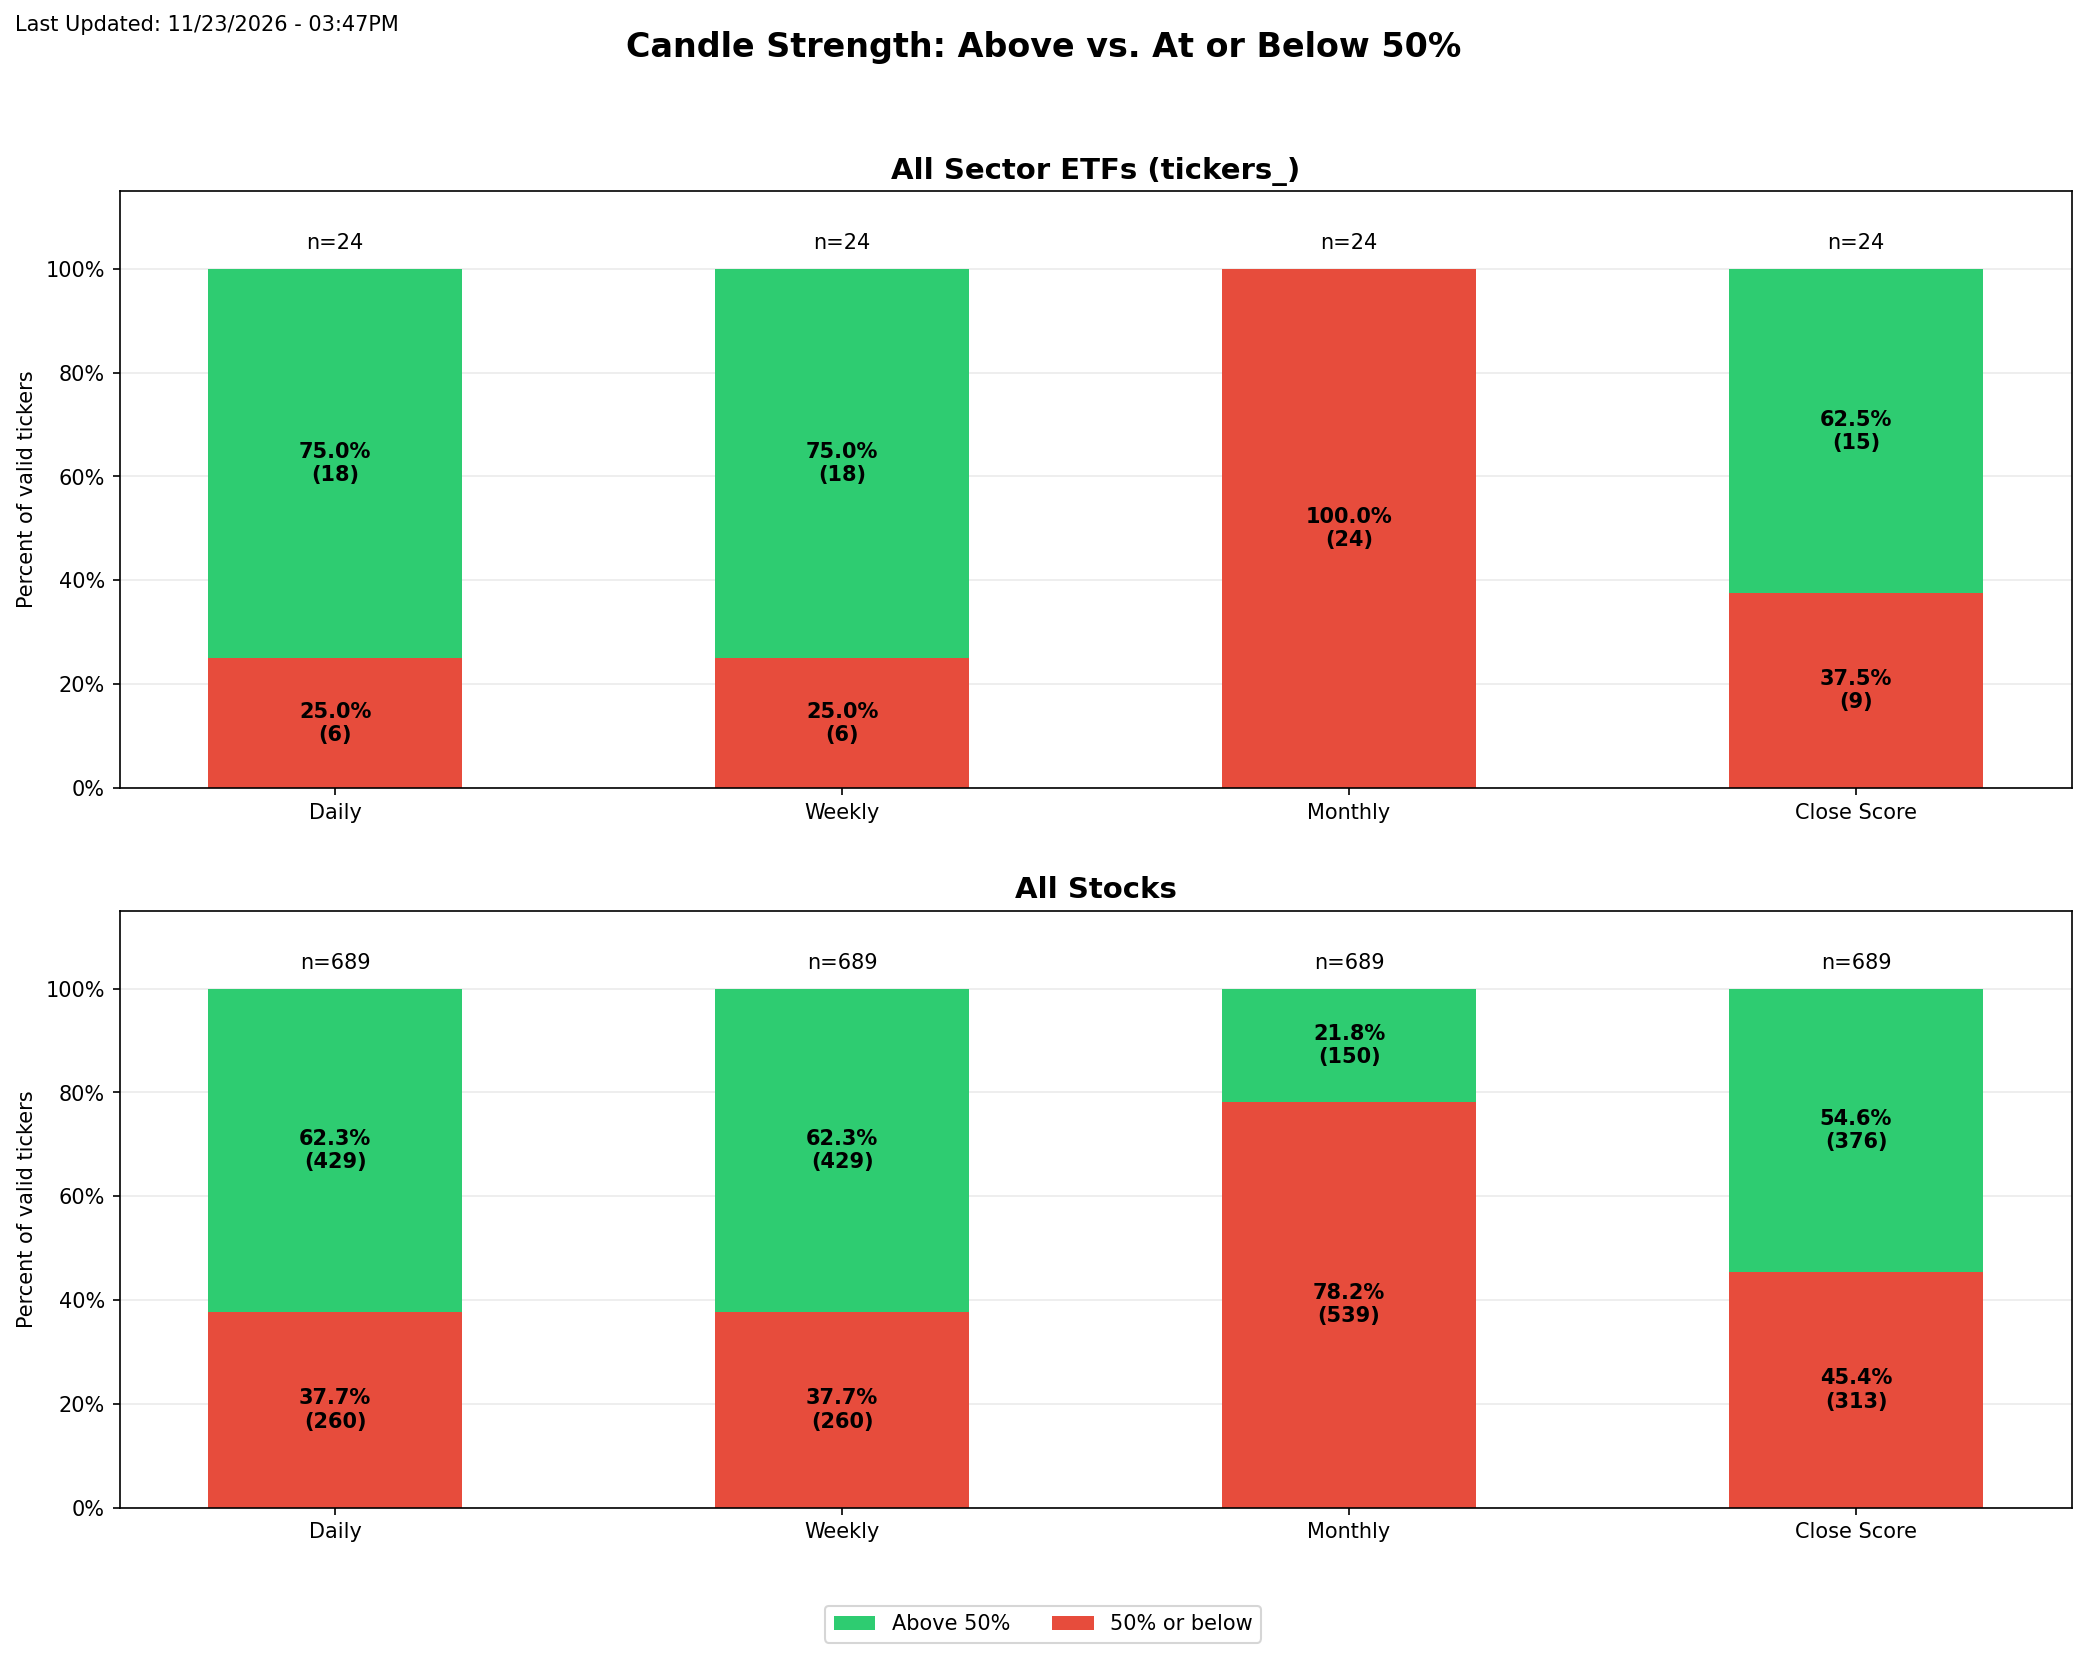 Last Updated: 11/23/2026 - 03:47PM
Candle Strength: Above vs. At or Below 50%
All Sector ETFs (tickers_)
n=24
n=24
n=24
n=24
100%
80%
60%
40%
20%
0%
Percent of valid tickers
75.0%
(18)
25.0%
(6)
75.0%
(18)
25.0%
(6)
100.0%
(24)
62.5%
(15)
37.5%
(9)
Daily
Weekly
Monthly
Close Score
All Stocks
n=689
n=689
n=689
n=689
100%
80%
60%
40%
20%
0%
Percent of valid tickers
62.3%
(429)
37.7%
(260)
62.3%
(429)
37.7%
(260)
21.8%
(150)
78.2%
(539)
54.6%
(376)
45.4%
(313)
Daily
Weekly
Monthly
Close Score
Above 50%
50% or below